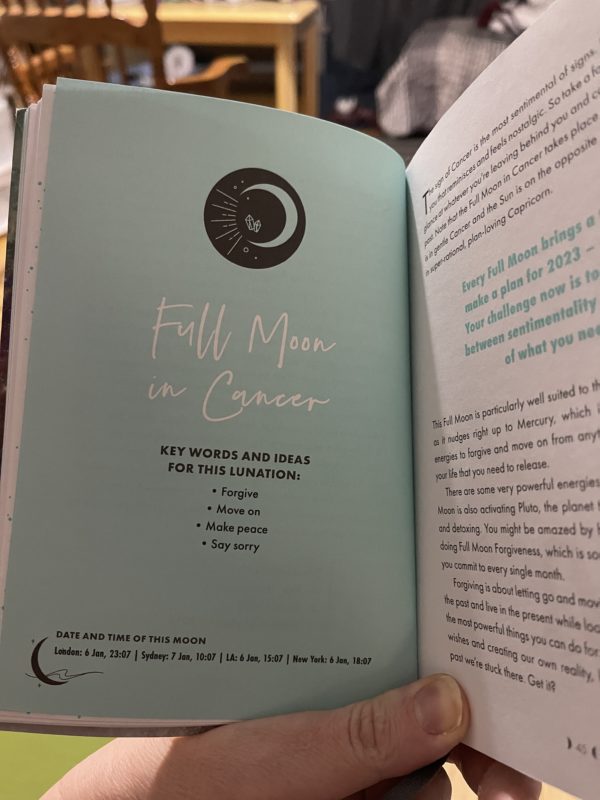 Full Moon
in Cancer
KEY WORDS AND IDEAS
FOR THIS LUNATION:
• Forgive
• Move on
• Make peace
• Say sorry
DATE AND TIME OF THIS MOON
London: 6 Jan, 23:07 | Sydney: 7 Jan, 10:07 | LA: 6 Jan, 15:07 | New York: 6 Jan, 18:07
The sign of Cancer is the most sentimental of signs.
you that reminisces and feels nostalgic. So take a
glance at whatever you're leaving behind you and
past. Note that the Full Moon in Cancer takes place
is in gentle Cancer and the Sun is on the opposite
in super-rational, plan-loving Capricorn.
Every Full Moon brings a
make a plan for 2023 –
Your challenge now is to
between sentimentality
of what you
This Full Moon is particularly well suited to
as it nudges right up to Mercury, which
energies to forgive and move on from
your life that you need to release.
There are some very powerful energies
Moon is also activating Pluto, the planet
and detoxing. You might be amazed by
doing Full Moon Forgiveness, which is
you commit to every single month.
Forgiving is about letting go and
the past and live in the present while
the most powerful things you can do for
wishes and creating our own reality,
past we're stuck there. Get it?
45